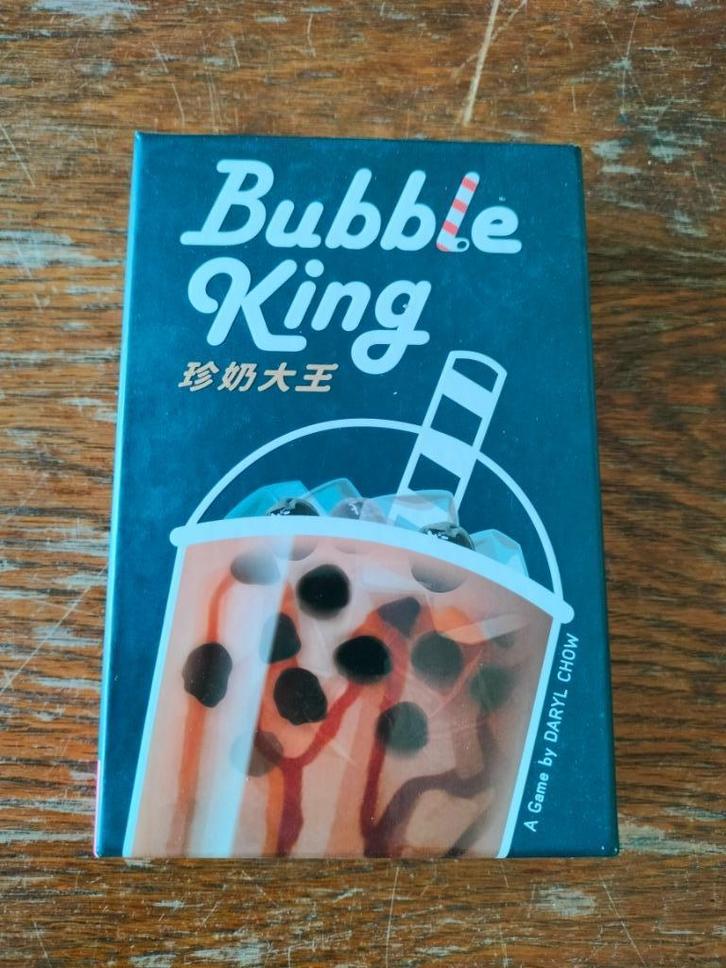 Bubble
King
珍奶大王
A Game by DARYL CHOW